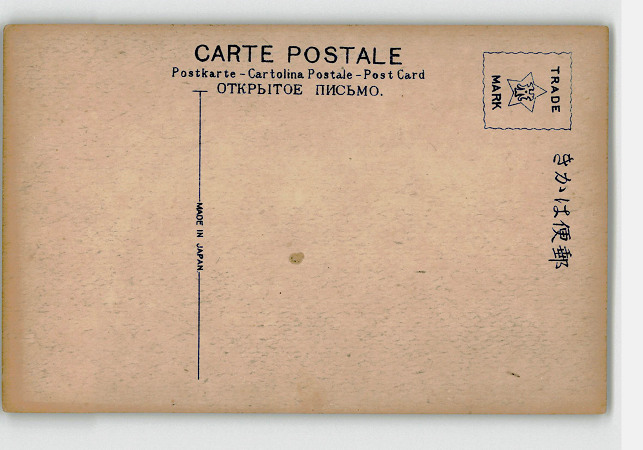 CARTE POSTALE
Postkarte – Cartolina Postale – Post Card
ОТКРЫТОЕ ПИСЬМО.
MADE IN JAPAN
TRADE
MARK
郵便はかき